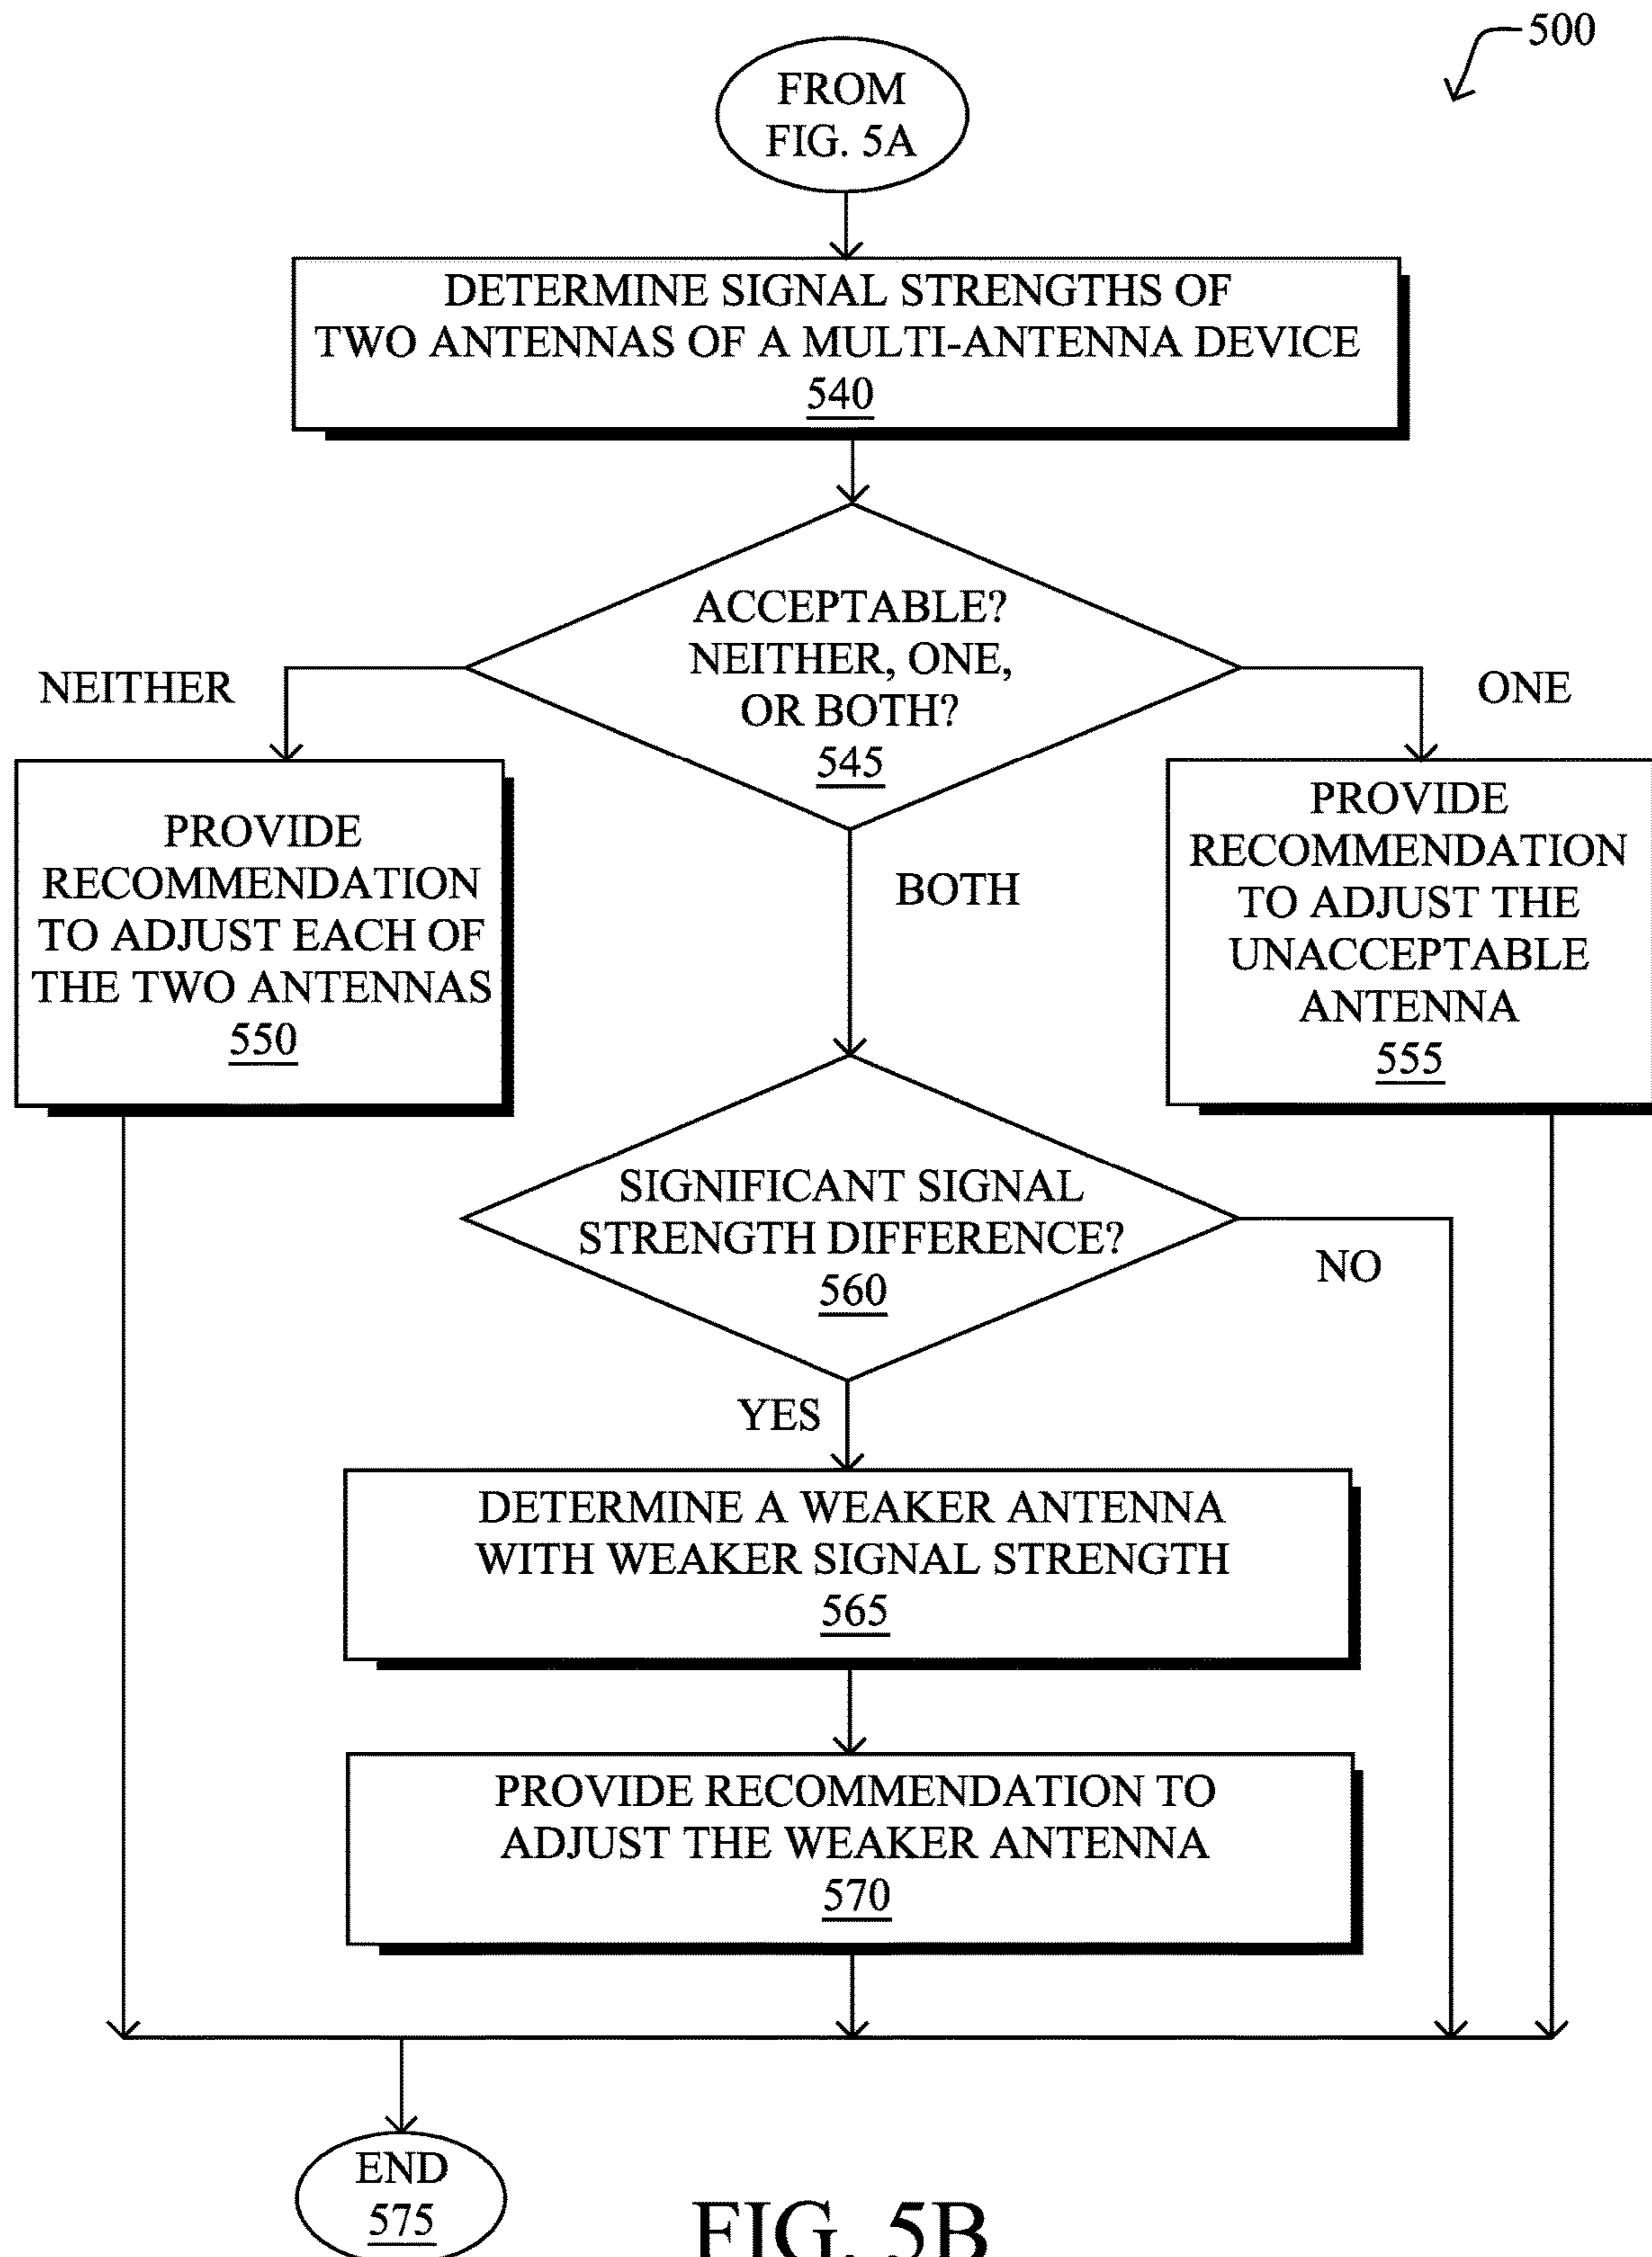 500
FROM
FIG. 5A
DETERMINE SIGNAL STRENGTHS OF
TWO ANTENNAS OF A MULTI-ANTENNA DEVICE
540
ACCEPTABLE?
NEITHER, ONE,
OR BOTH?
545
NEITHER
ONE
BOTH
PROVIDE
RECOMMENDATION
TO ADJUST EACH OF
THE TWO ANTENNAS
550
PROVIDE
RECOMMENDATION
TO ADJUST THE
UNACCEPTABLE
ANTENNA
555
SIGNIFICANT SIGNAL
STRENGTH DIFFERENCE?
560
NO
YES
DETERMINE A WEAKER ANTENNA
WITH WEAKER SIGNAL STRENGTH
565
PROVIDE RECOMMENDATION TO
ADJUST THE WEAKER ANTENNA
570
END
575
FIG. 5B